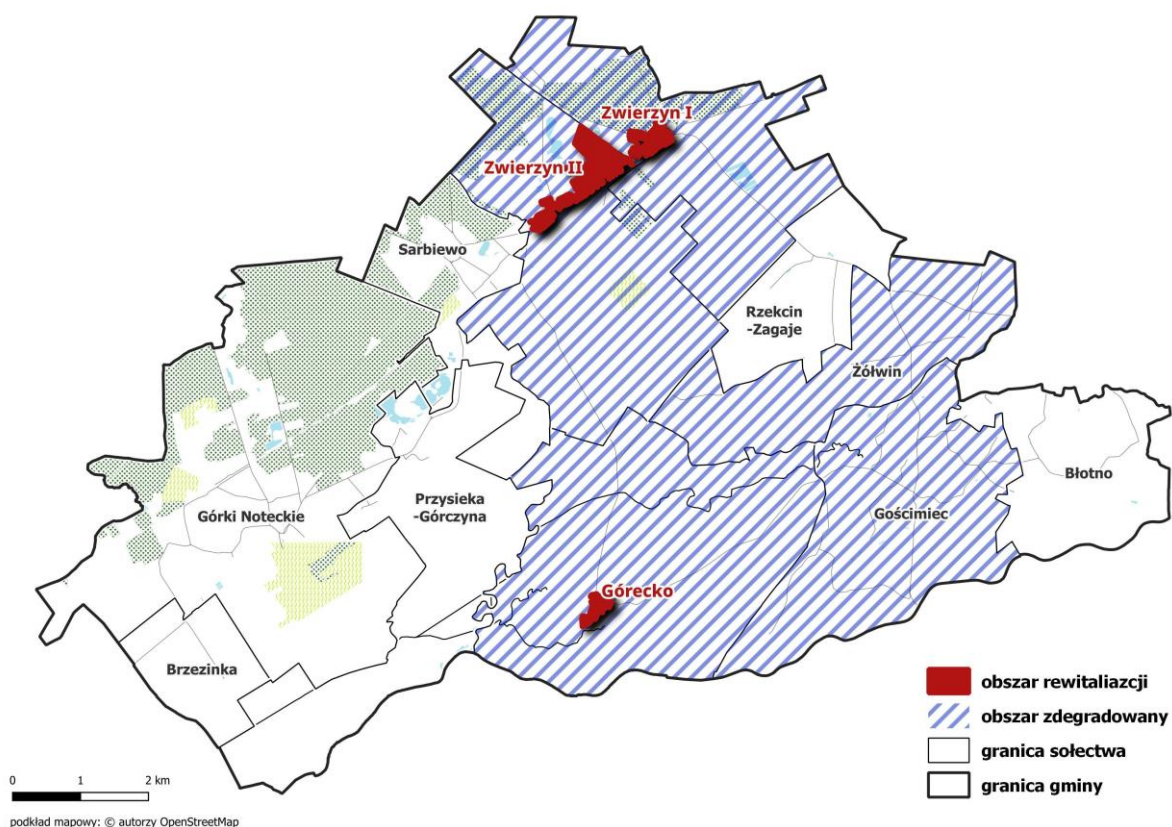 Zwierzyn I
Zwierzyn II
Sarbiewo
Rzekcin
-Zagaje
Żółwin
Błotno
Przysieka
-Górczyna
Górki Noteckie
Gościmiec
Górecko
Brzezinka
obszar rewitaliazcji
obszar zdegradowany
granica sołectwa
granica gminy
0 1 2 km
podkład mapowy: © autorzy OpenStreetMap